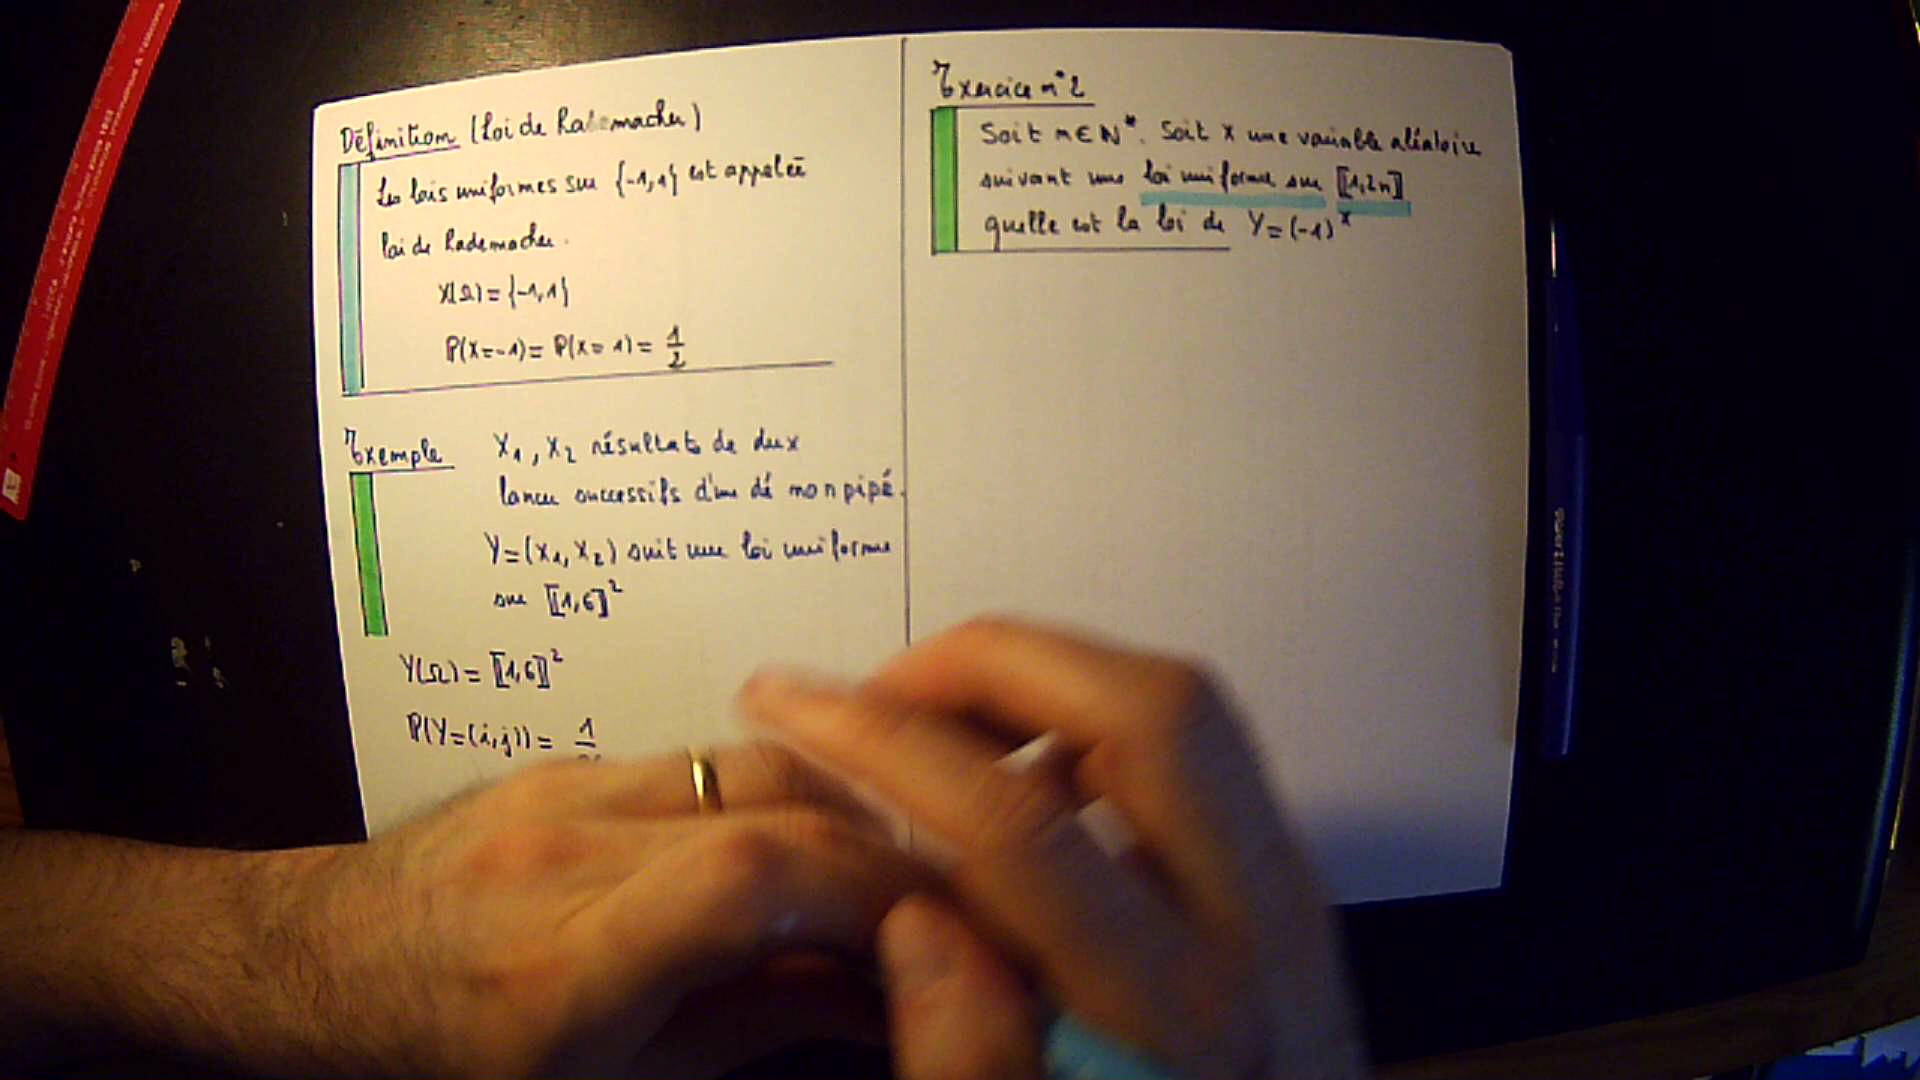 Définition (Loi de Rademacher)
Les lois uniformes sur {-1,1} est appelée
loi de Rademacher.
X(Ω) = {-1,1}
P(X=-1) = P(X=1) = 1/2
Exemple X₁, X₂ résultats de deux
lancer successifs d'un dé non pipé.
Y=(X₁, X₂) suit une loi uniforme
sur ⟦1,6⟧²
Y(Ω) = ⟦1,6⟧²
P(Y=(i,j)) = 1/
Exercice n°2
Soit n∈ℕ*. Soit X une variable aléatoire
suivant une loi uniforme sur ⟦1,2n⟧
quelle est la loi de Y=(-1)^X